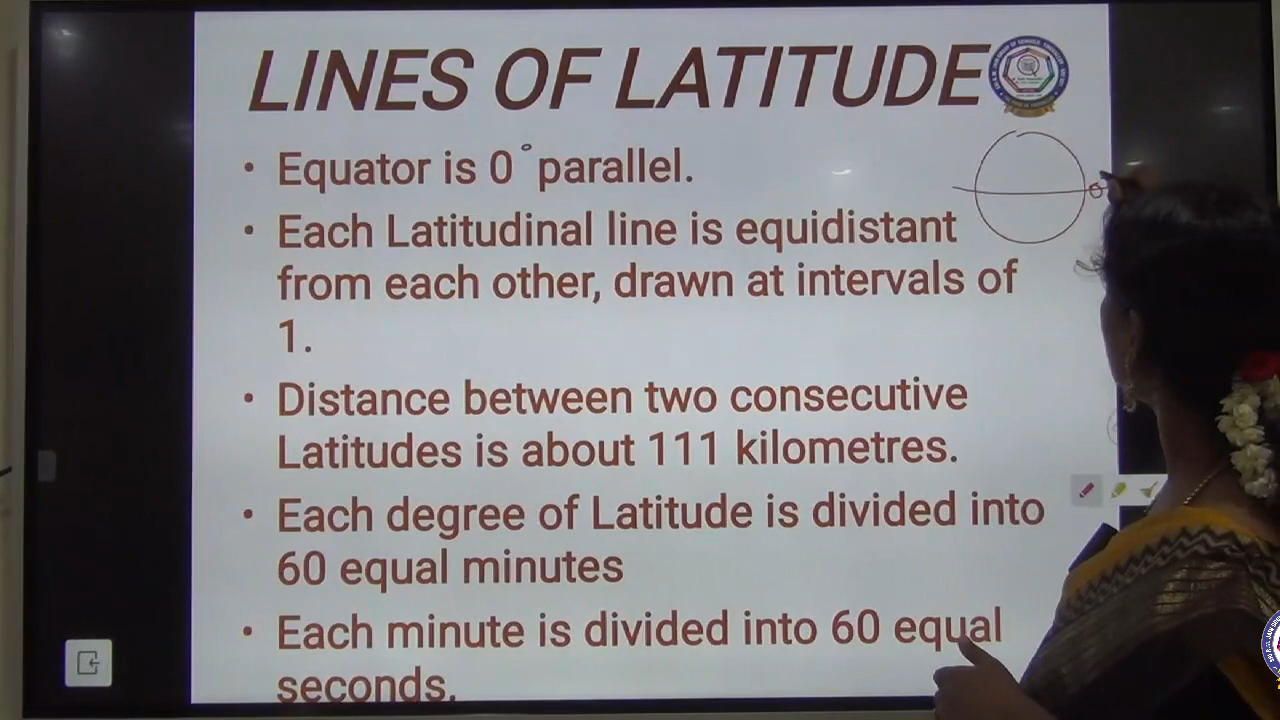 LINES OF LATITUDE
• Equator is 0° parallel.
• Each Latitudinal line is equidistant
from each other, drawn at intervals of
1.
• Distance between two consecutive
Latitudes is about 111 kilometres.
• Each degree of Latitude is divided into
60 equal minutes
• Each minute is divided into 60 equal
seconds.
0